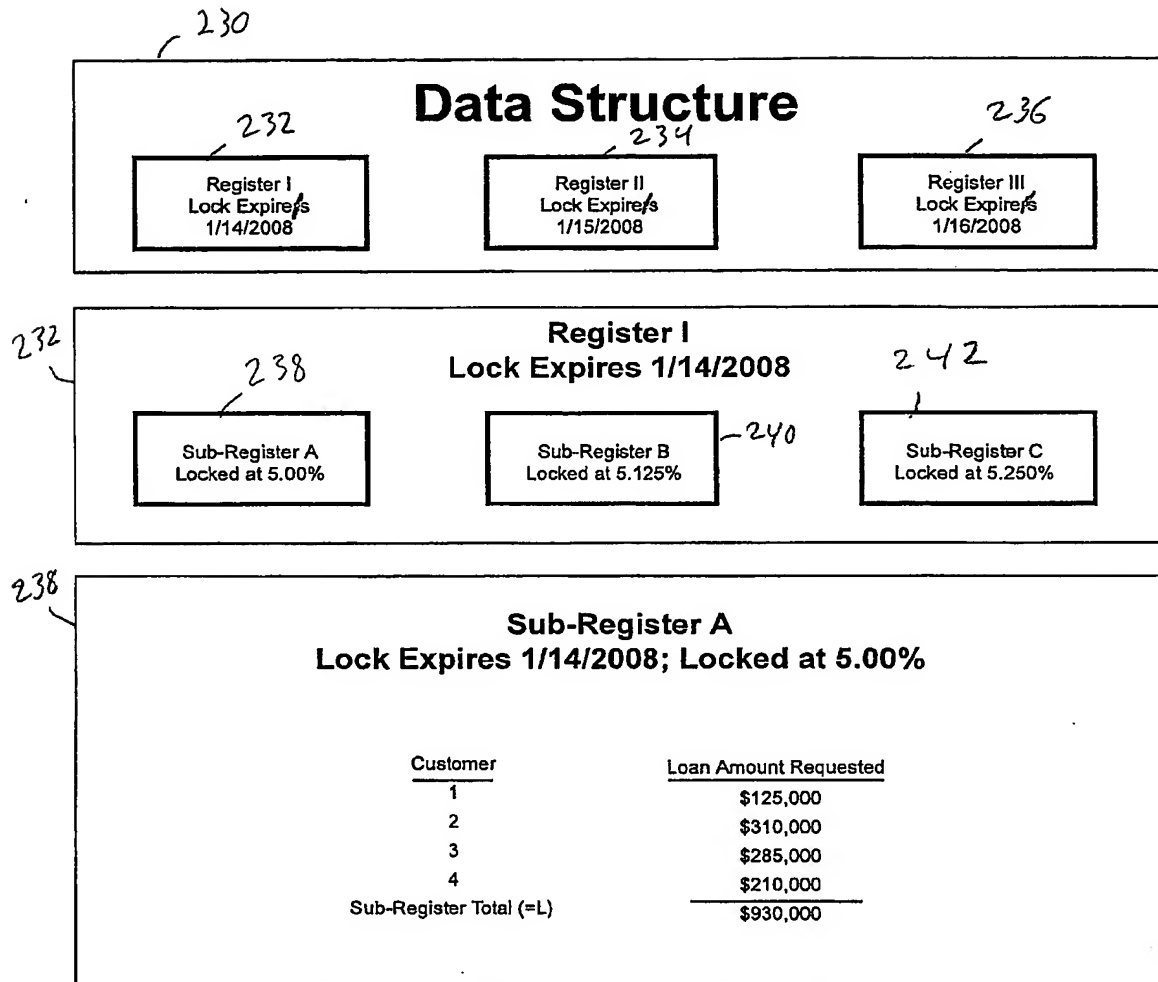 230
Data Structure
232 234 236
Register I Register II Register III
Lock Expires Lock Expires Lock Expires
1/14/2008 1/15/2008 1/16/2008
232
Register I
Lock Expires 1/14/2008
238 240 242
Sub-Register A Sub-Register B Sub-Register C
Locked at 5.00% Locked at 5.125% Locked at 5.250%
238
Sub-Register A
Lock Expires 1/14/2008; Locked at 5.00%
Customer Loan Amount Requested
1 $125,000
2 $310,000
3 $285,000
4 $210,000
Sub-Register Total (=L) $930,000